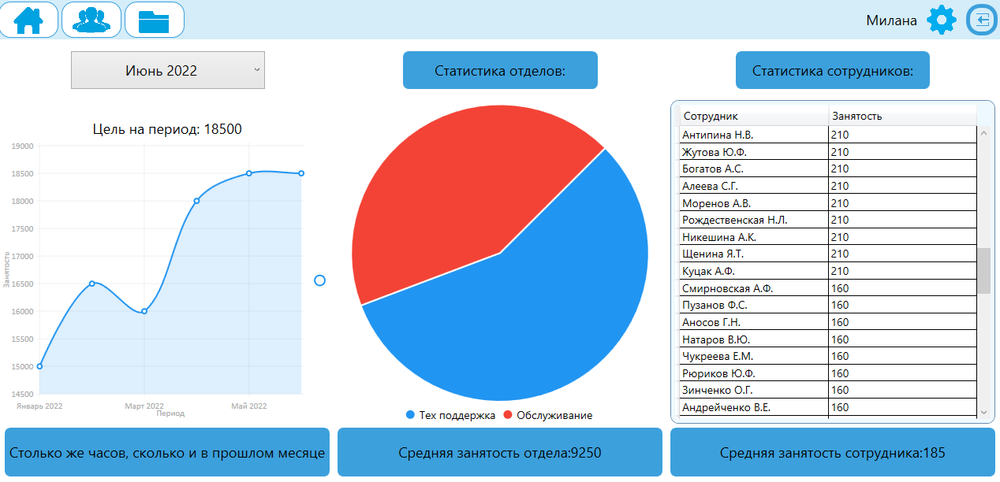 Милана
Июнь 2022
Статистика отделов:
Статистика сотрудников:
Цель на период: 18500
19000
18500
18000
17500
17000
16500
16000
15500
15000
14500
Занятость
Январь 2022
Март 2022
Май 2022
Период
Тех поддержка
Обслуживание
Сотрудник Занятость
Антипина Н.В. 210
Жутова Ю.Ф. 210
Богатов А.С. 210
Алеева С.Г. 210
Моренов А.В. 210
Рождественская Н.Л. 210
Никешина А.К. 210
Щенина Я.Т. 210
Куцак А.Ф. 210
Смирновская А.Ф. 160
Пузанов Ф.С. 160
Аносов Г.Н. 160
Натаров В.Ю. 160
Чукреева Е.М. 160
Рюриков Ю.Ф. 160
Зинченко О.Г. 160
Андрейченко В.Е. 160
Столько же часов, сколько и в прошлом месяце
Средняя занятость отдела:9250
Средняя занятость сотрудника:185